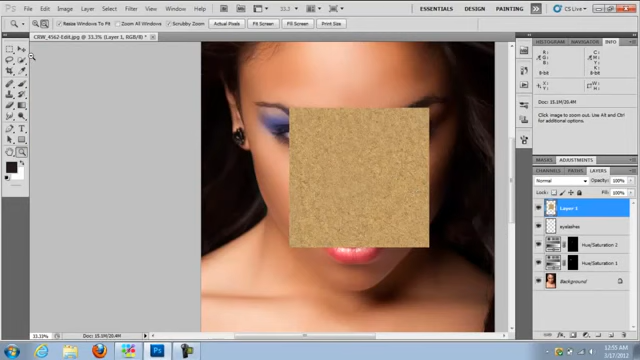 Ps File Edit Image Layer Select Filter View Window Help 33.3
ESSENTIALS DESIGN PAINTING CS Live
Resize Windows To Fit Zoom All Windows Scrubby Zoom Actual Pixels Fit Screen Fill Screen Print Size
CRW_4562-Edit.jpg @ 33.3% (Layer 1, RGB/8) *
HISTOGRAM NAVIGATOR INFO
R: C:
G: M:
B: Y:
K:
8-bit 8-bit
X: W:
Y: H:
Doc: 15.1M/20.4M
Click image to zoom out. Use Alt and Ctrl for additional options.
MASKS ADJUSTMENTS
CHANNELS PATHS LAYERS
Normal Opacity: 100%
Lock: Fill: 100%
Layer 1
eyelashes
Hue/Saturation 2
Hue/Saturation 1
Background
33.33% Doc: 15.1M/20.4M
12:55 AM
3/17/2012